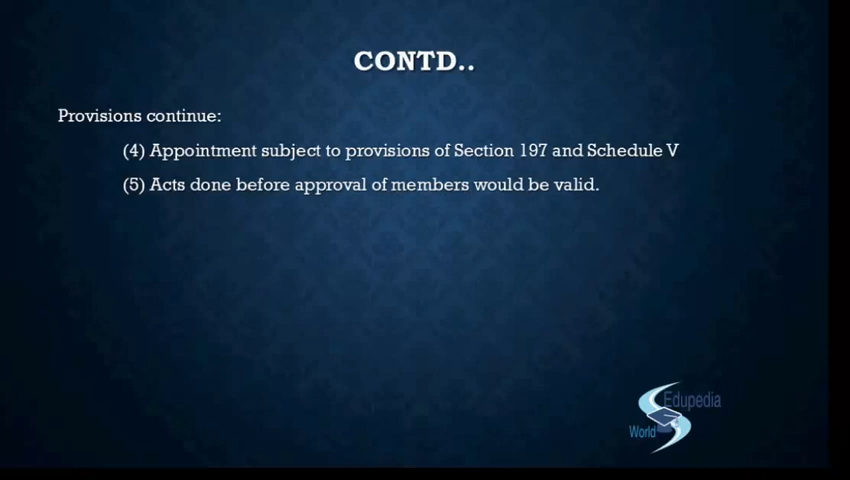 CONTD..
Provisions continue:
(4) Appointment subject to provisions of Section 197 and Schedule V
(5) Acts done before approval of members would be valid.
Edupedia
World